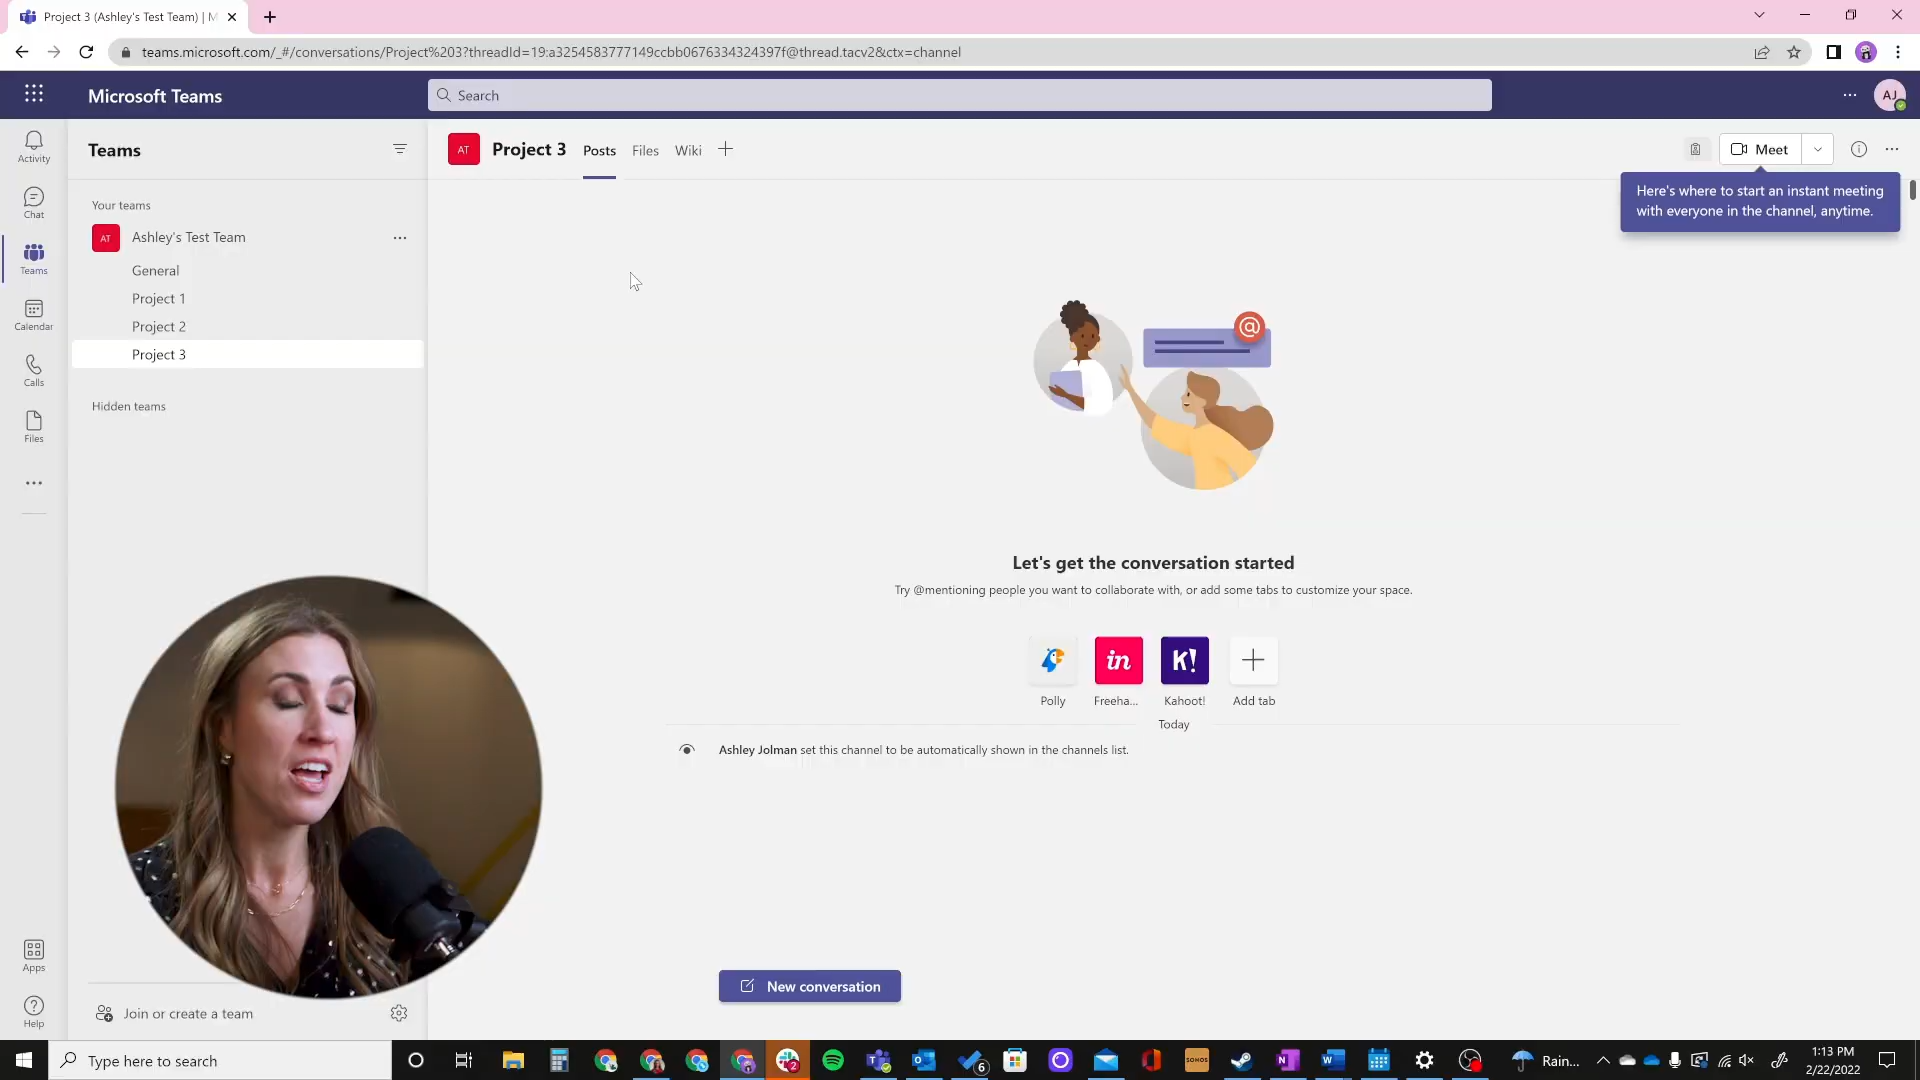 Project 3 (Ashley's Test Team) | M
teams.microsoft.com/_#/conversations/Project%203?threadId=19:a3254583777149ccbb0676334324397f@thread.tacv2&ctx=channel
Microsoft Teams
Search
AJ
Activity
Chat
Teams
Calendar
Calls
Files
Apps
Help
Teams
Your teams
AT Ashley's Test Team
General
Project 1
Project 2
Project 3
Hidden teams
Join or create a team
AT Project 3 Posts Files Wiki
Meet
Here's where to start an instant meeting
with everyone in the channel, anytime.
@
Let's get the conversation started
Try @mentioning people you want to collaborate with, or add some tabs to customize your space.
in K!
Polly Freeha... Kahoot! Add tab
Today
Ashley Jolman set this channel to be automatically shown in the channels list.
New conversation
Type here to search
2
6
SONOS
Rain...
1:13 PM
2/22/2022